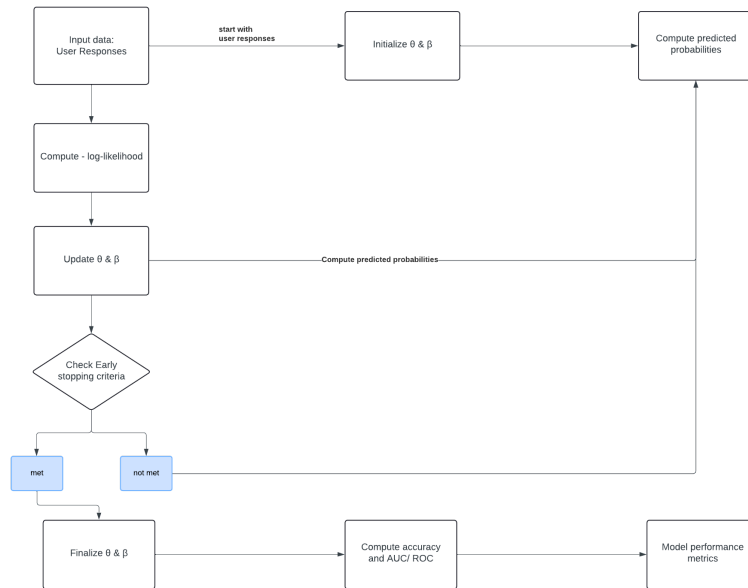 Input data:
User Responses
start with
user responses
Initialize θ & β
Compute predicted
probabilities
Compute - log-likelihood
Update θ & β
Compute predicted probabilities
Check Early
stopping criteria
met
not met
Finalize θ & β
Compute accuracy
and AUC/ ROC
Model performance
metrics